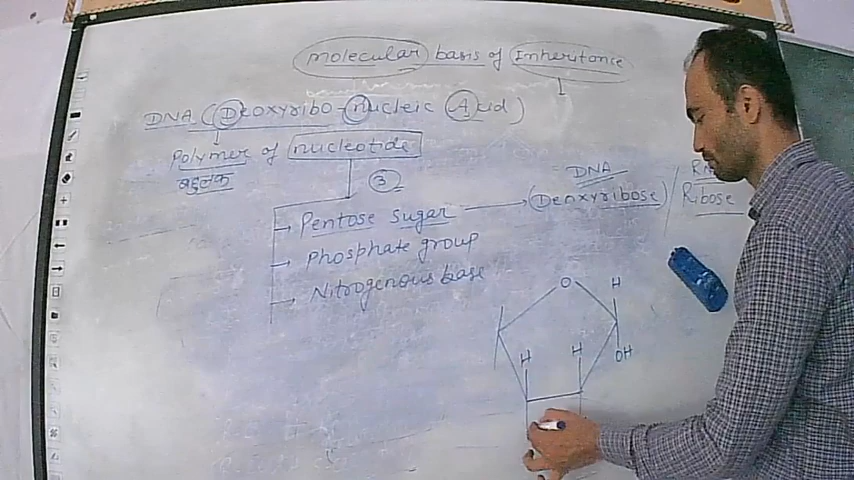 molecular basis of Inheritance
DNA (Deoxyribo-nucleic Acid)
Polymer of nucleotide
बहुलक
3
DNA
(Deoxyribose) / Ribose
Pentose sugar
Phosphate group
Nitrogenous base
O
H
H
H
OH